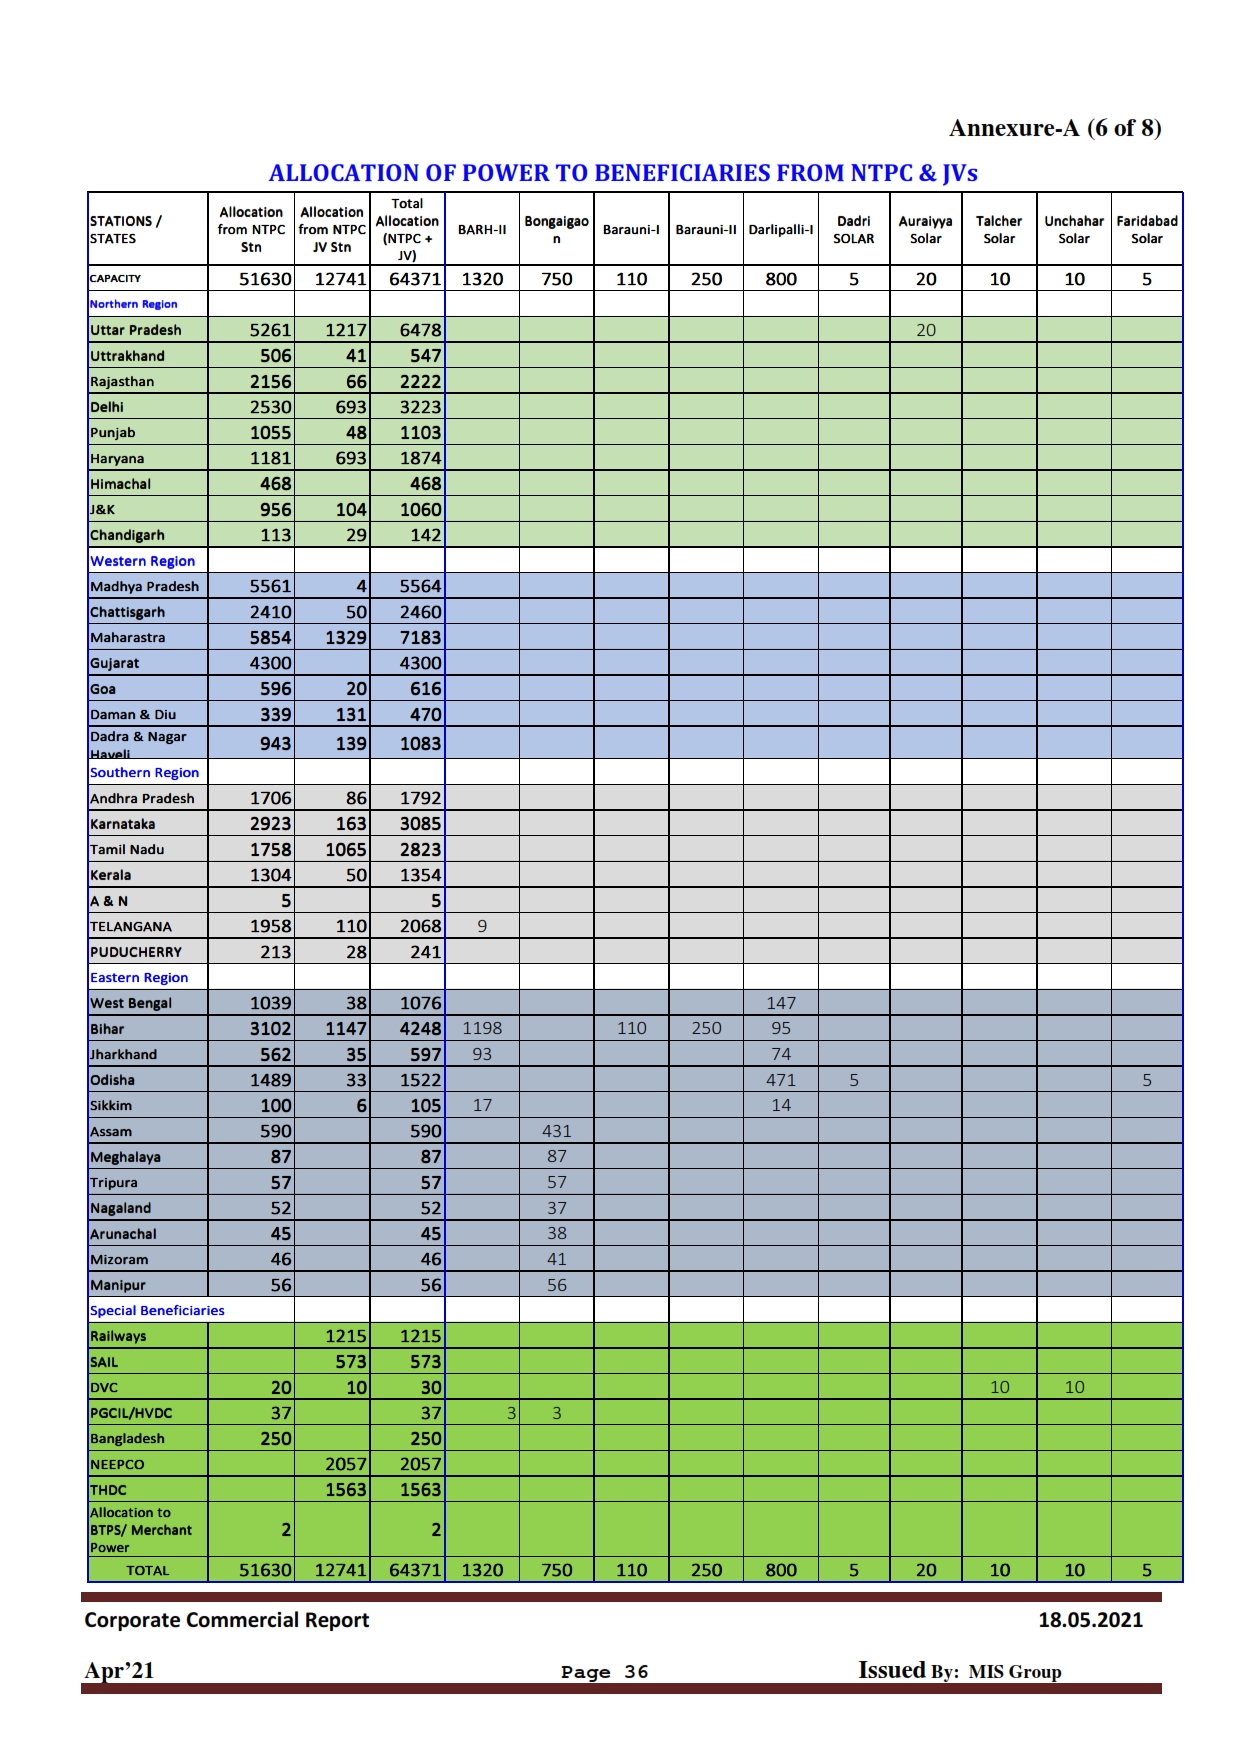 Annexure-A (6 of 8)
ALLOCATION OF POWER TO BENEFICIARIES FROM NTPC & JVs
STATIONS / STATES Allocation from NTPC Stn Allocation from NTPC JV Stn Total Allocation (NTPC + JV) BARH-II Bongaigaon Barauni-I Barauni-II Darlipalli-I Dadri SOLAR Auraiyya Solar Talcher Solar Unchahar Solar Faridabad Solar
CAPACITY 51630 12741 64371 1320 750 110 250 800 5 20 10 10 5
Northern Region
Uttar Pradesh 5261 1217 6478 20
Uttrakhand 506 41 547
Rajasthan 2156 66 2222
Delhi 2530 693 3223
Punjab 1055 48 1103
Haryana 1181 693 1874
Himachal 468 468
J&K 956 104 1060
Chandigarh 113 29 142
Western Region
Madhya Pradesh 5561 4 5564
Chattisgarh 2410 50 2460
Maharastra 5854 1329 7183
Gujarat 4300 4300
Goa 596 20 616
Daman & Diu 339 131 470
Dadra & Nagar Haveli 943 139 1083
Southern Region
Andhra Pradesh 1706 86 1792
Karnataka 2923 163 3085
Tamil Nadu 1758 1065 2823
Kerala 1304 50 1354
A & N 5 5
TELANGANA 1958 110 2068 9
PUDUCHERRY 213 28 241
Eastern Region
West Bengal 1039 38 1076 147
Bihar 3102 1147 4248 1198 110 250 95
Jharkhand 562 35 597 93 74
Odisha 1489 33 1522 471 5 5
Sikkim 100 6 105 17 14
Assam 590 590 431
Meghalaya 87 87 87
Tripura 57 57 57
Nagaland 52 52 37
Arunachal 45 45 38
Mizoram 46 46 41
Manipur 56 56 56
Special Beneficiaries
Railways 1215 1215
SAIL 573 573
DVC 20 10 30 10 10
PGCIL/HVDC 37 37 3 3
Bangladesh 250 250
NEEPCO 2057 2057
THDC 1563 1563
Allocation to BTPS/ Merchant Power 2 2
TOTAL 51630 12741 64371 1320 750 110 250 800 5 20 10 10 5
Corporate Commercial Report 18.05.2021
Apr’21 Page 36 Issued By: MIS Group